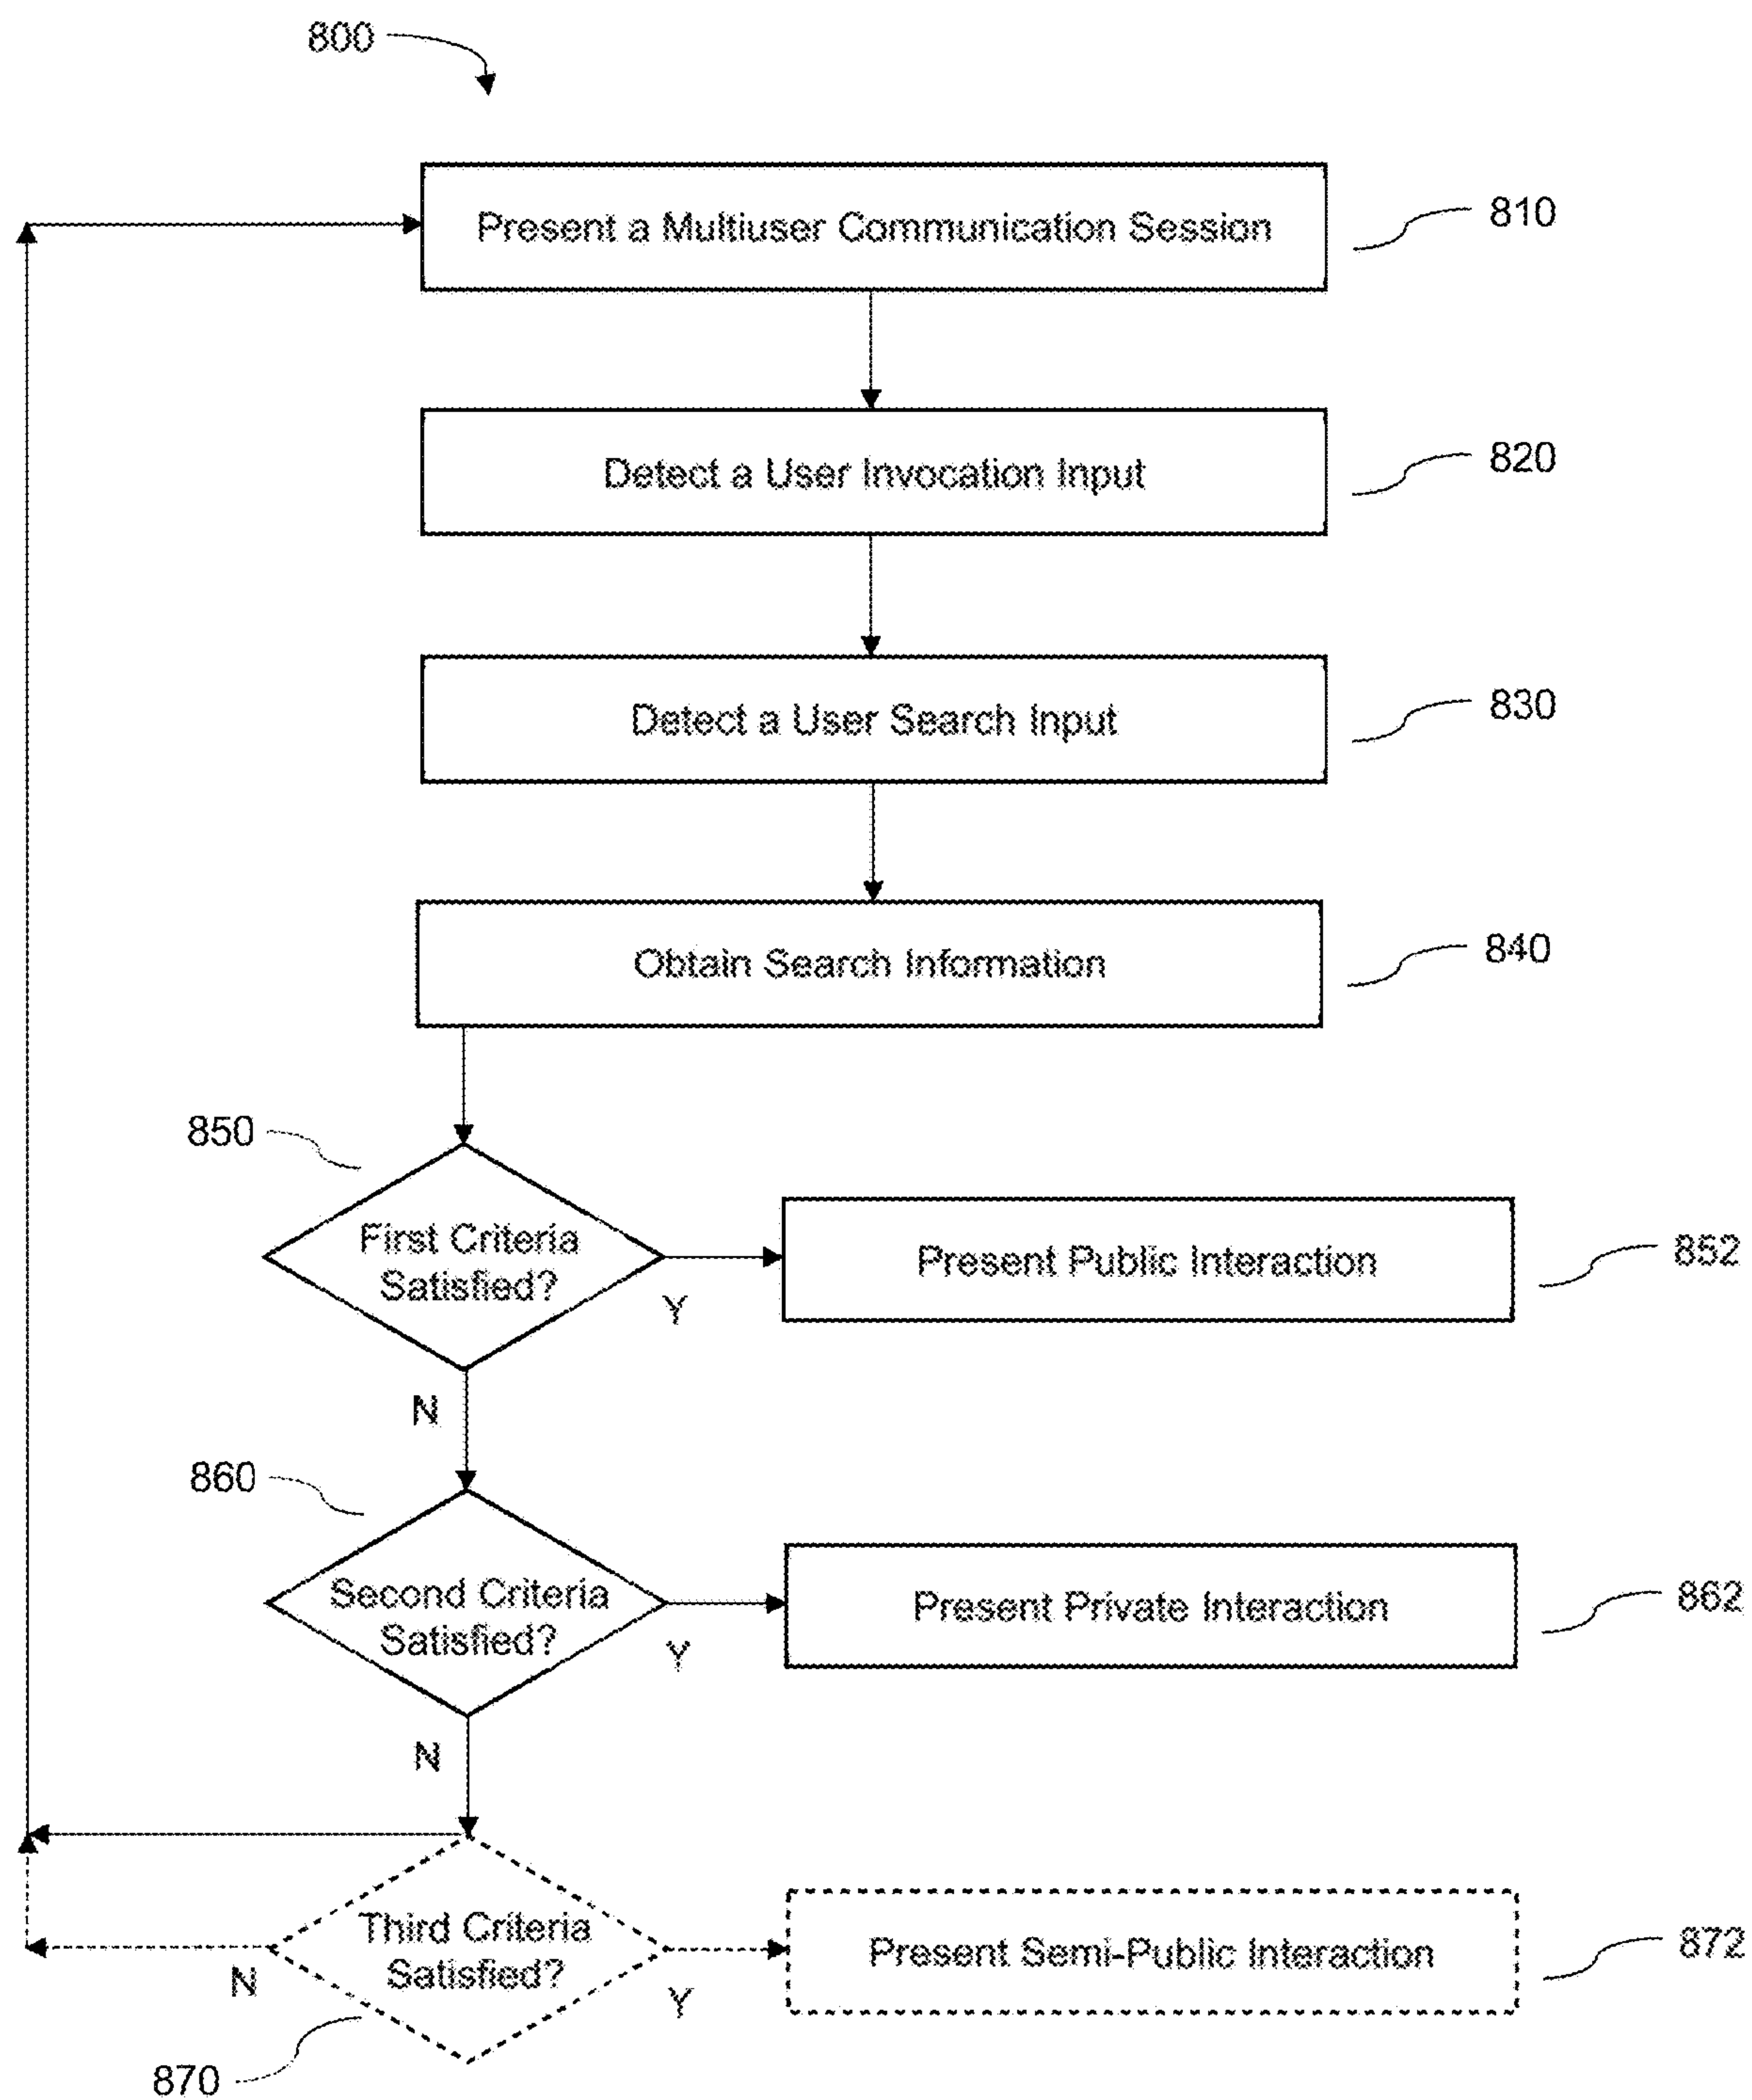 800
Present a Multiuser Communication Session
810
Detect a User Invocation Input
820
Detect a User Search Input
830
Obtain Search Information
840
850
First Criteria
Satisfied?
Y
N
Present Public Interaction
852
860
Second Criteria
Satisfied?
Y
N
Present Private Interaction
862
Third Criteria
Satisfied?
N
Y
870
Present Semi-Public Interaction
872